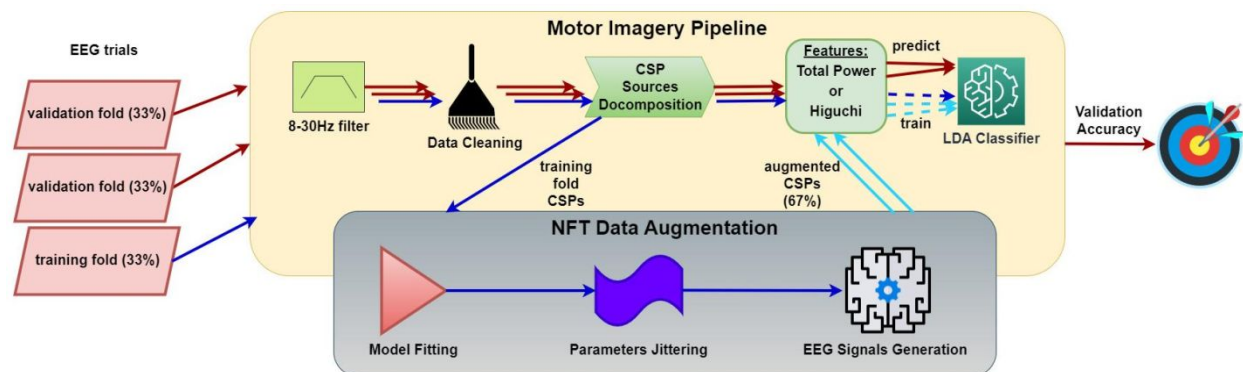 Motor Imagery Pipeline
EEG trials
validation fold (33%)
validation fold (33%)
training fold (33%)
8-30Hz filter
Data Cleaning
CSP
Sources
Docomposition
Features:
Total Power
or
Higuchi
predict
train
LDA Classifier
Validation
Accuracy
training
fold
CSPs
augmented
CSPs
(67%)
NFT Data Augmentation
Model Fitting
Parameters Jittering
EEG Signals Generation